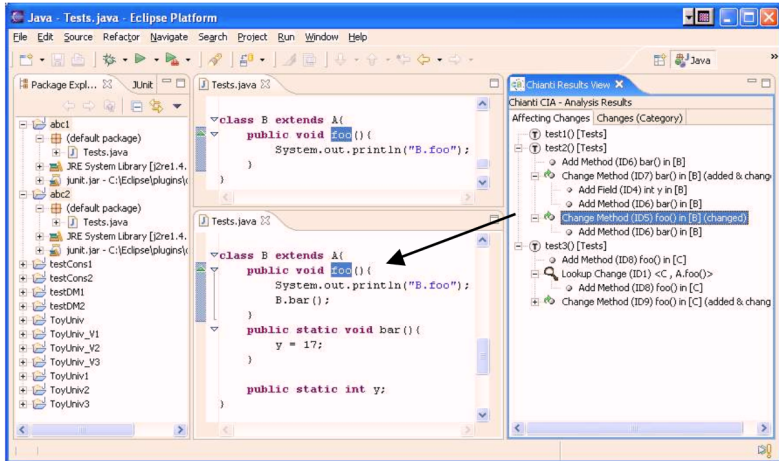 Java - Tests.java - Eclipse Platform
File Edit Source Refactor Navigate Search Project Run Window Help
Java
Package Expl...
JUnit
abc1
(default package)
Tests.java
JRE System Library [j2re1.4.
junit.jar - C:\Eclipse\plugins\
abc2
(default package)
Tests.java
JRE System Library [j2re1.4.
junit.jar - C:\Eclipse\plugins\
testCons1
testCons2
testDM1
testDM2
ToyUniv
ToyUniv_V1
ToyUniv_V2
ToyUniv_V3
ToyUniv1
ToyUniv2
ToyUniv3
Tests.java
class B extends A{
public void foo(){
System.out.println("B.foo");
}
}
Tests.java
class B extends A{
public void foo(){
System.out.println("B.foo");
B.bar();
}
public static void bar(){
y = 17;
}
public static int y;
}
Chianti Results View
Chianti CIA - Analysis Results
Affecting Changes Changes (Category)
test1() [Tests]
test2() [Tests]
Add Method (ID6) bar() in [B]
Change Method (ID7) bar() in [B] (added & chang
Add Field (ID4) int y in [B]
Add Method (ID6) bar() in [B]
Change Method (ID5) foo() in [B] (changed)
Add Method (ID6) bar() in [B]
test3() [Tests]
Add Method (ID8) foo() in [C]
Lookup Change (ID1) <C , A.foo()>
Add Method (ID8) foo() in [C]
Change Method (ID9) foo() in [C] (added & chang